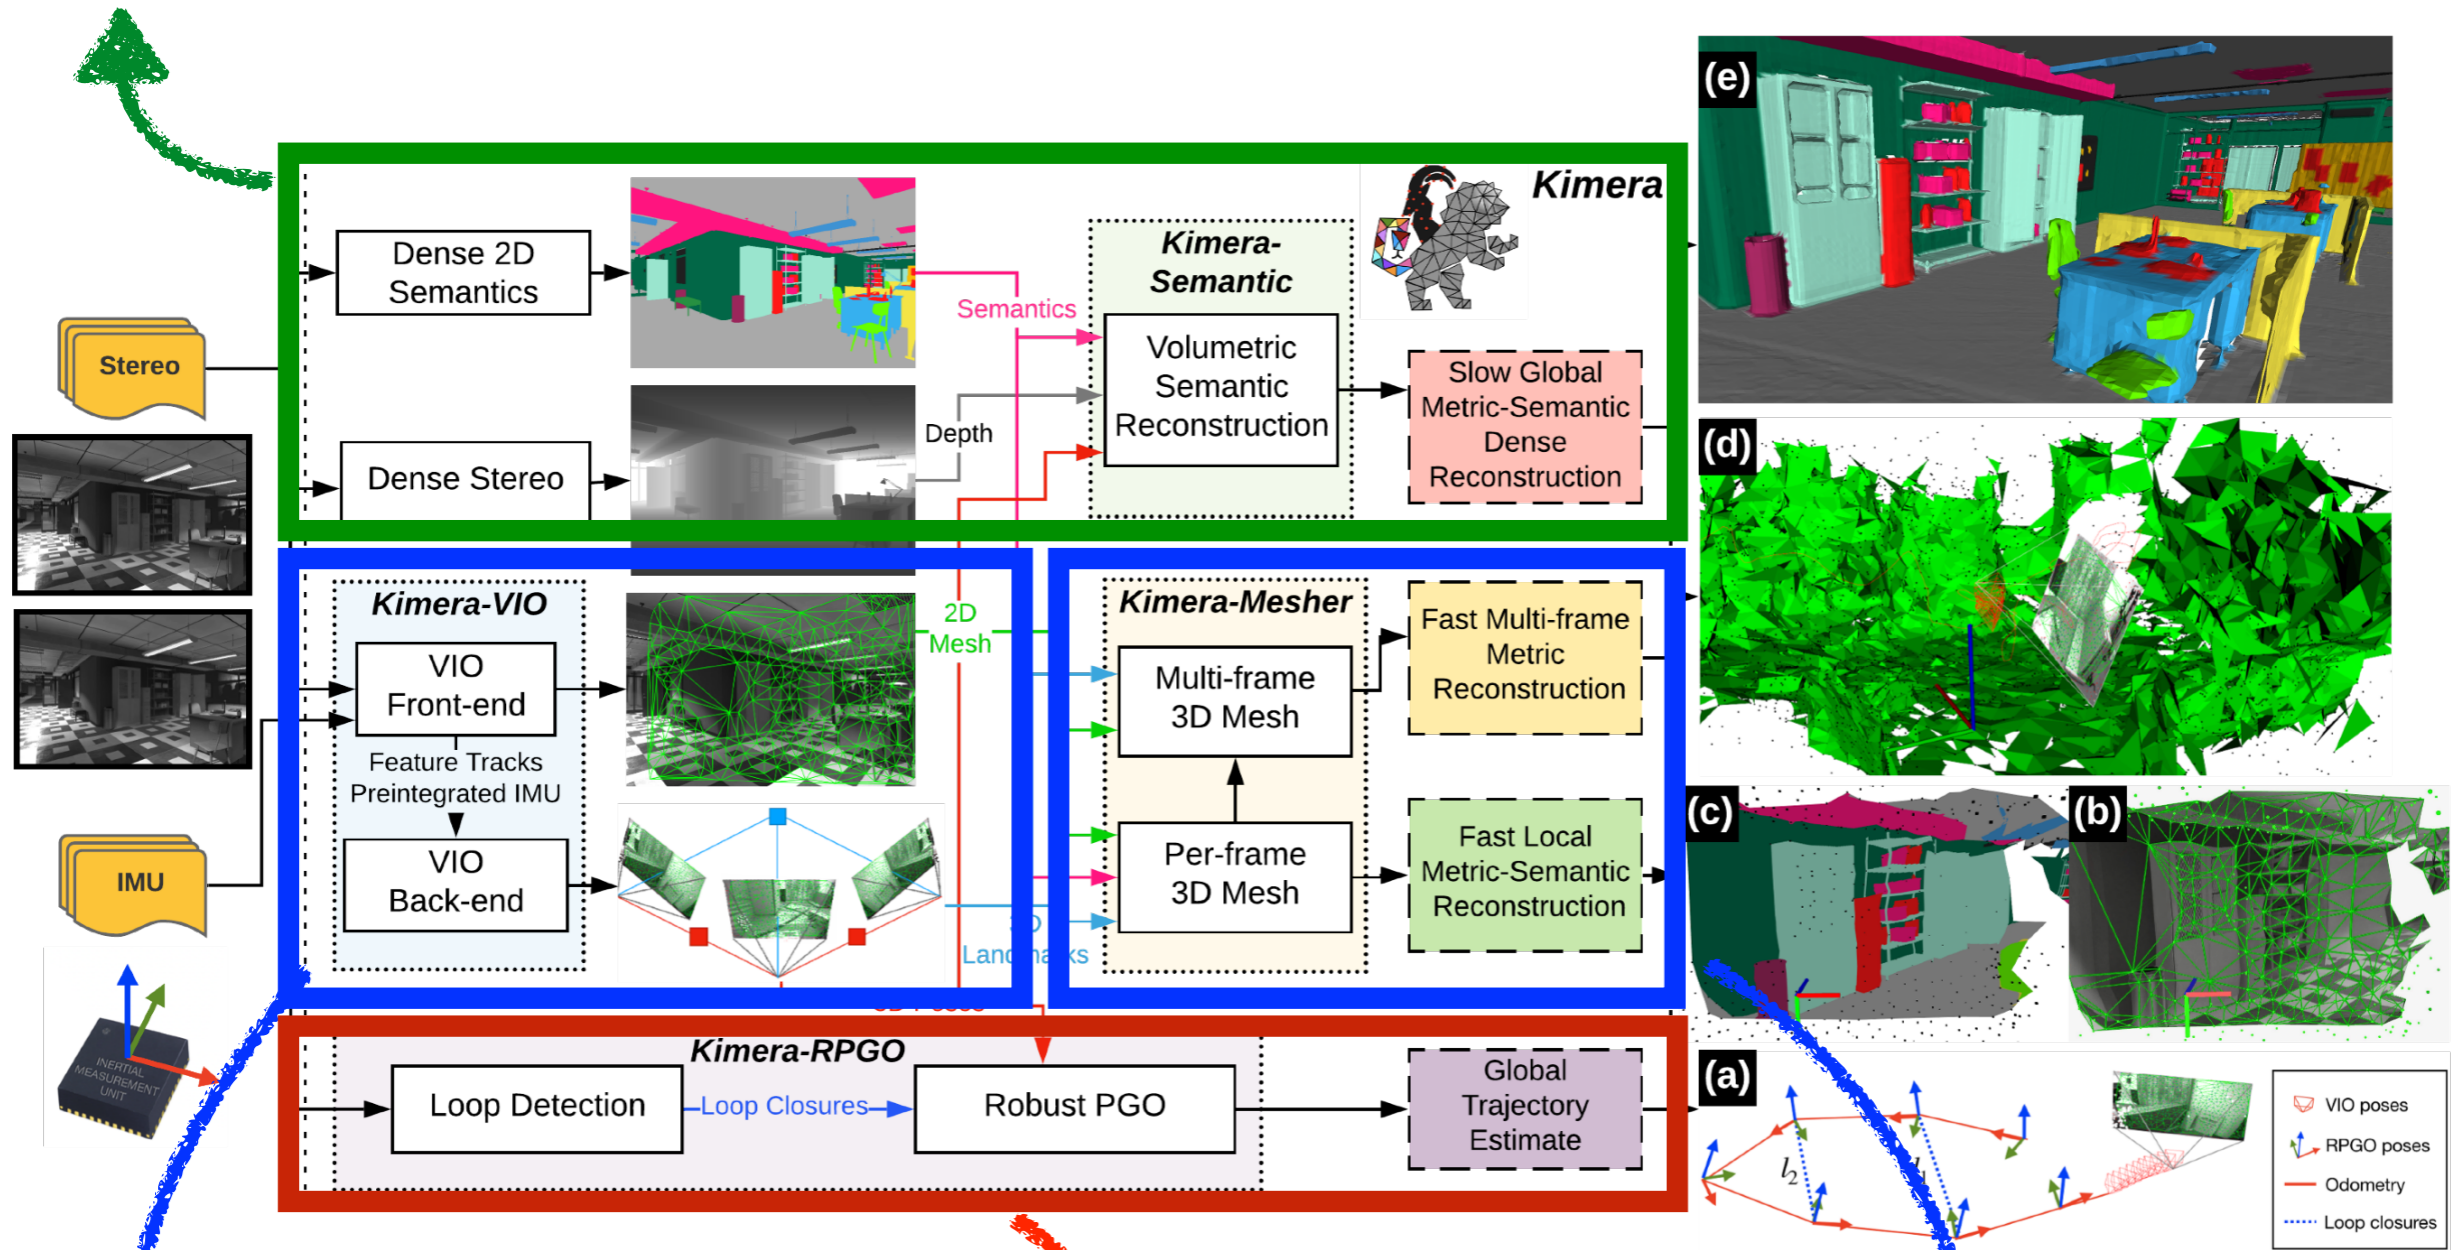 Kimera
Dense 2D
Semantics
Semantics
Kimera-
Semantic
Volumetric
Semantic
Reconstruction
Slow Global
Metric-Semantic
Dense
Reconstruction
Stereo
Dense Stereo
Depth
Kimera-VIO
VIO
Front-end
Feature Tracks
Preintegrated IMU
VIO
Back-end
IMU
INERTIAL
MEASUREMENT
UNIT
2D
Mesh
3D
Landmarks
Kimera-Mesher
Multi-frame
3D Mesh
Per-frame
3D Mesh
Fast Multi-frame
Metric
Reconstruction
Fast Local
Metric-Semantic
Reconstruction
Kimera-RPGO
Loop Detection
Loop Closures
Robust PGO
Global
Trajectory
Estimate
(e)
(d)
(c)
(b)
(a)
l2
VIO poses
RPGO poses
Odometry
Loop closures